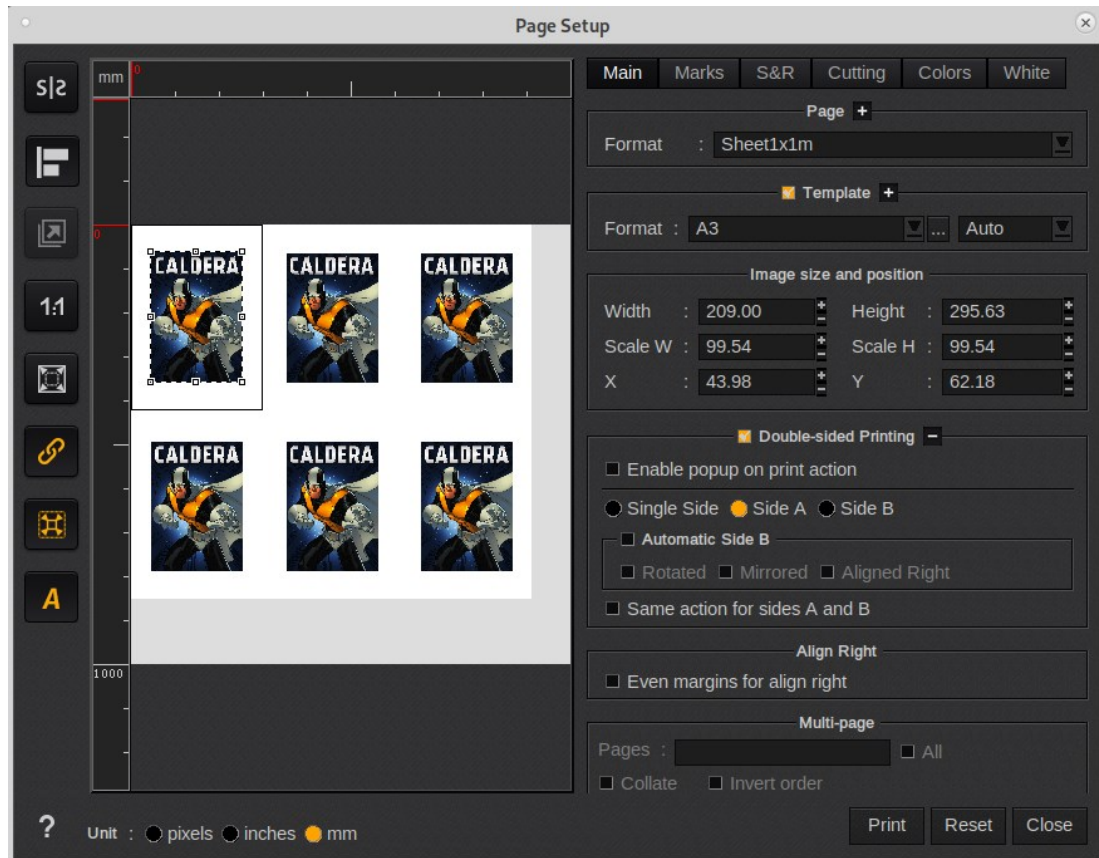 Page Setup
S|S
mm
0
Main Marks S&R Cutting Colors White
Page +
Format : Sheet1x1m
Template +
Format : A3 ... Auto
Image size and position
Width : 209.00 Height : 295.63
Scale W : 99.54 Scale H : 99.54
X : 43.98 Y : 62.18
Double-sided Printing -
Enable popup on print action
Single Side Side A Side B
Automatic Side B
Rotated Mirrored Aligned Right
Same action for sides A and B
Align Right
Even margins for align right
Multi-page
Pages : All
Collate Invert order
1:1
A
0
CALDERA CALDERA CALDERA
CALDERA CALDERA CALDERA
1000
? Unit : pixels inches mm
Print Reset Close